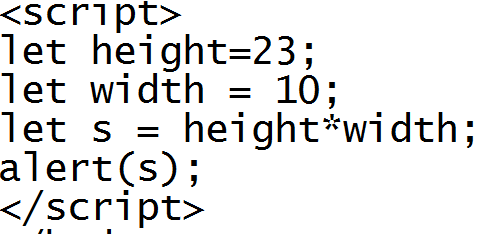 <script>
let height=23;
let width = 10;
let s = height*width;
alert(s);
</script>